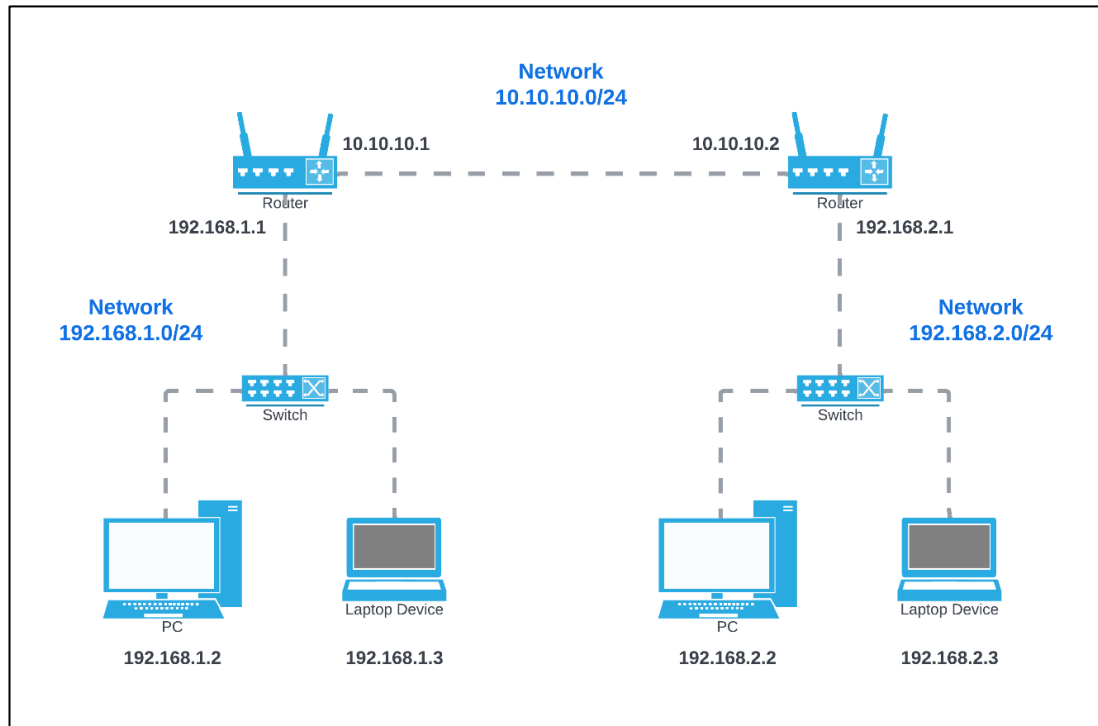 Network
10.10.10.0/24
10.10.10.1
10.10.10.2
Router
Router
192.168.1.1
192.168.2.1
Network
192.168.1.0/24
Network
192.168.2.0/24
Switch
Switch
PC
Laptop Device
PC
Laptop Device
192.168.1.2
192.168.1.3
192.168.2.2
192.168.2.3